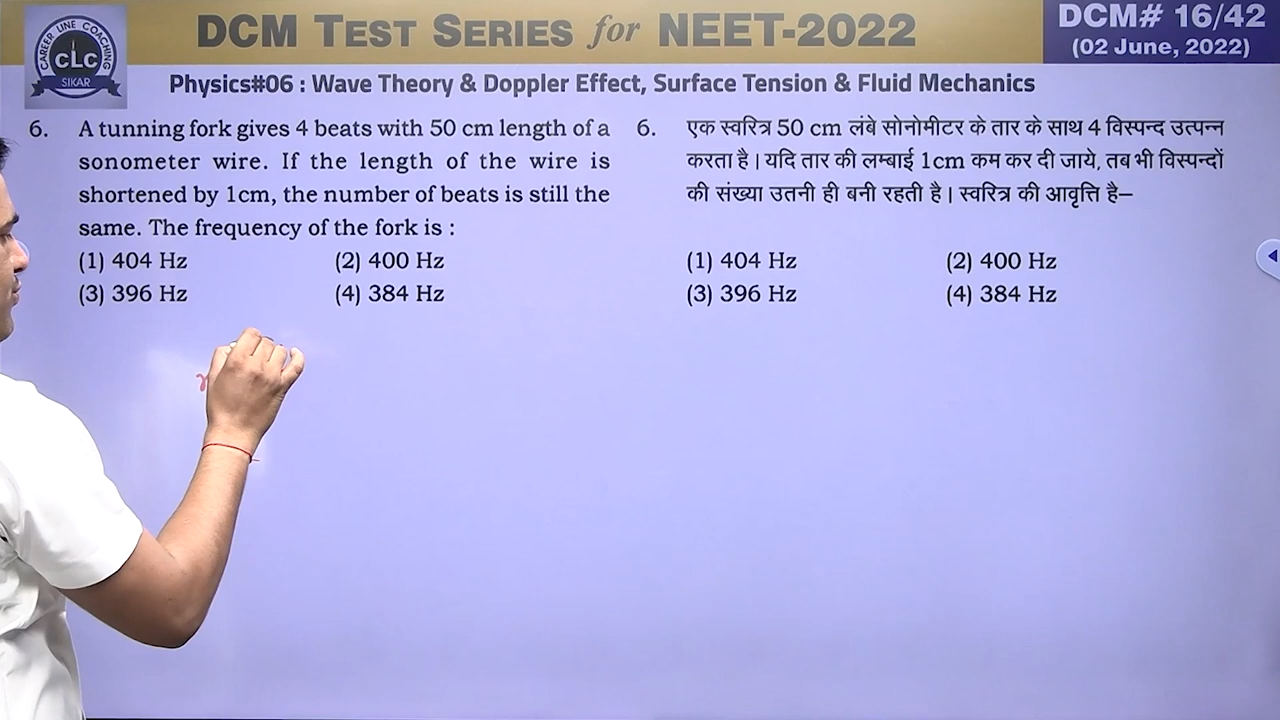 DCM TEST SERIES for NEET-2022
DCM# 16/42
(02 June, 2022)
CAREER LINE COACHING
CLC
SIKAR
Physics#06 : Wave Theory & Doppler Effect, Surface Tension & Fluid Mechanics
6. A tunning fork gives 4 beats with 50 cm length of a
sonometer wire. If the length of the wire is
shortened by 1cm, the number of beats is still the
same. The frequency of the fork is :
(1) 404 Hz (2) 400 Hz
(3) 396 Hz (4) 384 Hz
6. एक स्वरित्र 50 cm लंबे सोनोमीटर के तार के साथ 4 विस्पन्द उत्पन्न
करता है। यदि तार की लम्बाई 1cm कम कर दी जाये, तब भी विस्पन्दों
की संख्या उतनी ही बनी रहती है। स्वरित्र की आवृत्ति है–
(1) 404 Hz (2) 400 Hz
(3) 396 Hz (4) 384 Hz